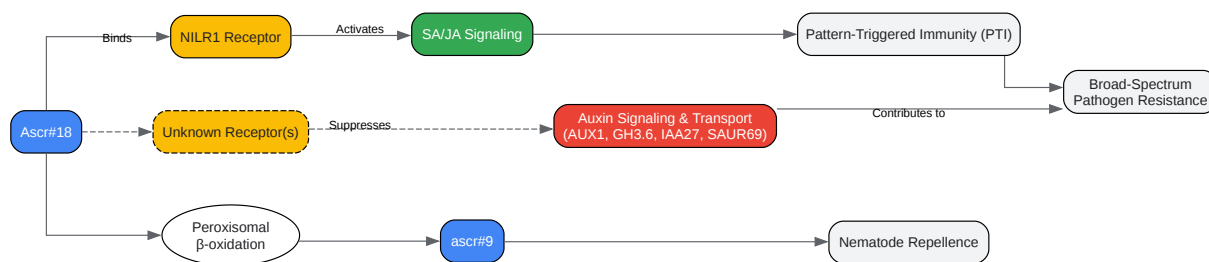 Ascr#18
Binds
NILR1 Receptor
Activates
SA/JA Signaling
Pattern-Triggered Immunity (PTI)
Broad-Spectrum
Pathogen Resistance
Unknown Receptor(s)
Suppresses
Auxin Signaling & Transport
(AUX1, GH3.6, IAA27, SAUR69)
Contributes to
Peroxisomal
β-oxidation
ascr#9
Nematode Repellence